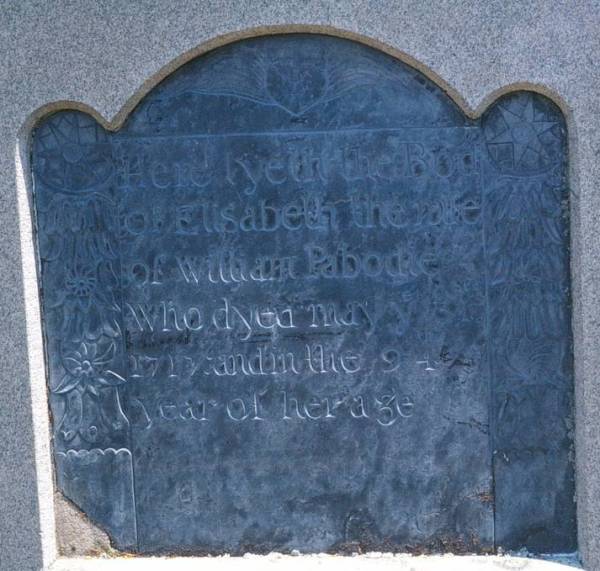 Here lyeth the Bod
of Elisabeth the
of William Pabodie
who dyed may
1717: and in the 94
year of her age